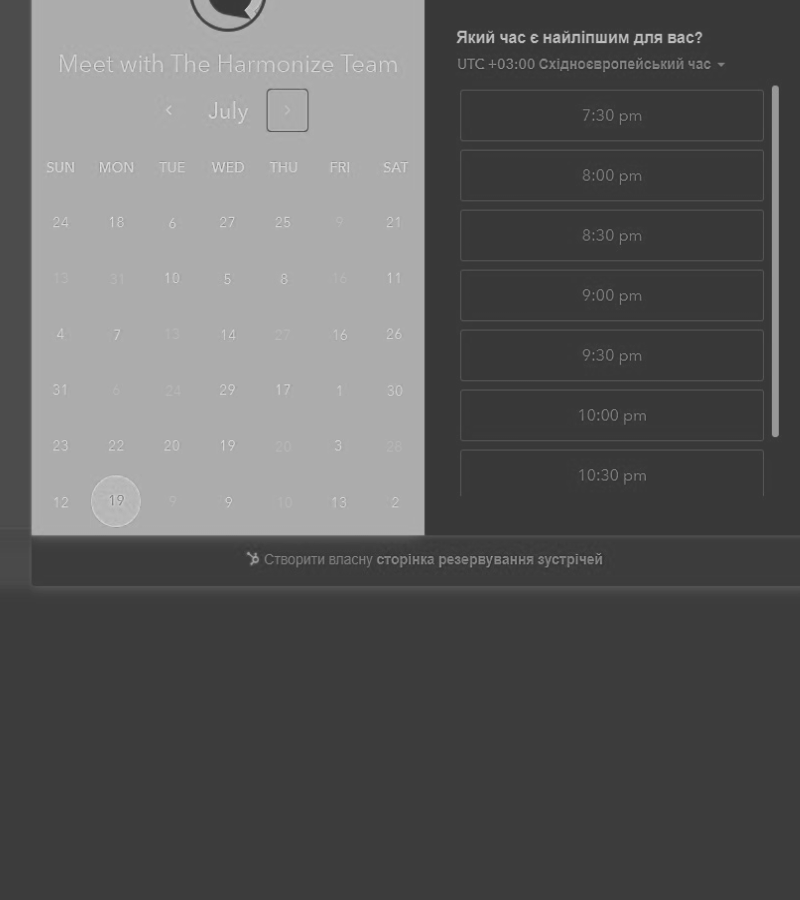 Meet with The Harmonize Team
July
SUN MON TUE WED THU FRI SAT
24 18 6 27 25 9 21
13 31 10 5 8 16 11
4 7 13 14 27 16 26
31 6 24 29 17 1 30
23 22 20 19 20 3 26
12 19 9 9 10 13 2
Який час є найліпшим для вас?
UTC +03:00 Східноєвропейський час
7:30 pm
8:00 pm
8:30 pm
9:00 pm
9:30 pm
10:00 pm
10:30 pm
Створити власну сторінка резервування зустрічей